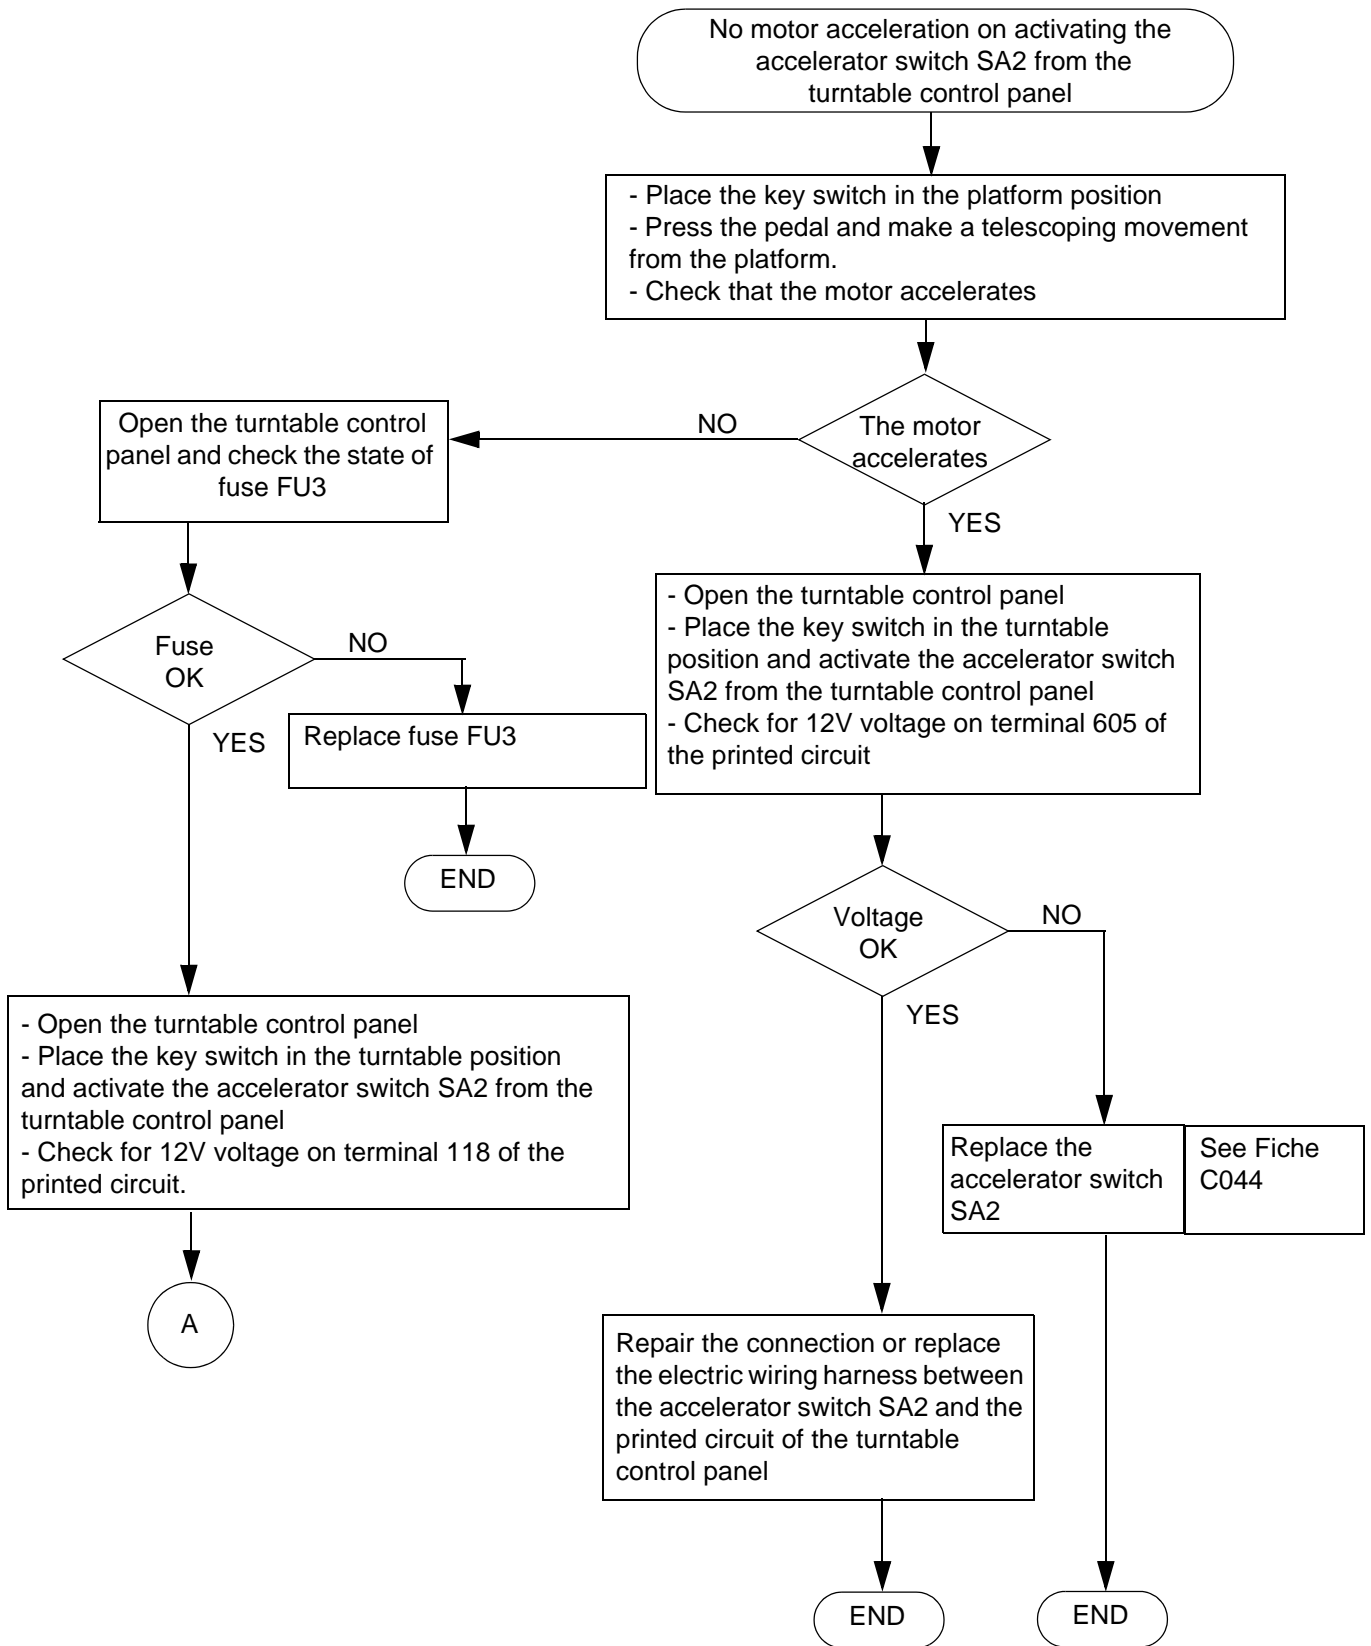 No motor acceleration on activating the
accelerator switch SA2 from the
turntable control panel
- Place the key switch in the platform position
- Press the pedal and make a telescoping movement
from the platform.
- Check that the motor accelerates
The motor
accelerates
NO
YES
Open the turntable control
panel and check the state of
fuse FU3
Fuse
OK
NO
YES
Replace fuse FU3
END
- Open the turntable control panel
- Place the key switch in the turntable
position and activate the accelerator switch
SA2 from the turntable control panel
- Check for 12V voltage on terminal 605 of
the printed circuit
Voltage
OK
NO
YES
- Open the turntable control panel
- Place the key switch in the turntable position
and activate the accelerator switch SA2 from the
turntable control panel
- Check for 12V voltage on terminal 118 of the
printed circuit.
A
Replace the
accelerator switch
SA2
See Fiche
C044
Repair the connection or replace
the electric wiring harness between
the accelerator switch SA2 and the
printed circuit of the turntable
control panel
END
END